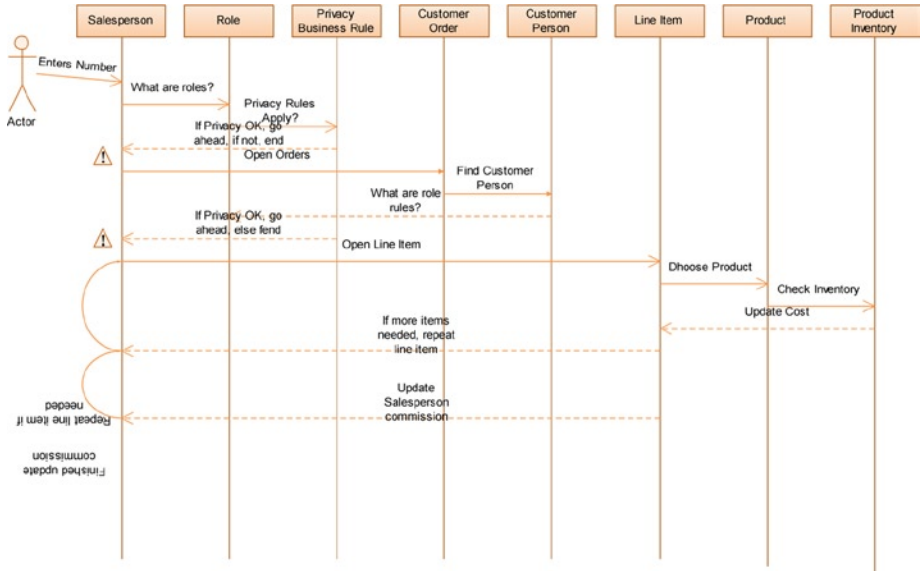 Salesperson
Role
Privacy
Business Rule
Customer
Order
Customer
Person
Line Item
Product
Product
Inventory
Enters Number
Actor
What are roles?
Privacy Rules
Apply?
If Privacy OK, go
ahead, if not, end
Open Orders
Find Customer
Person
What are role
rules?
If Privacy OK, go
ahead, else fend
Open Line Item
Dhoose Product
Check Inventory
Update Cost
If more items
needed, repeat
line item
Update
Salesperson
commission
Repeat line item if
needed
Finished update
commission